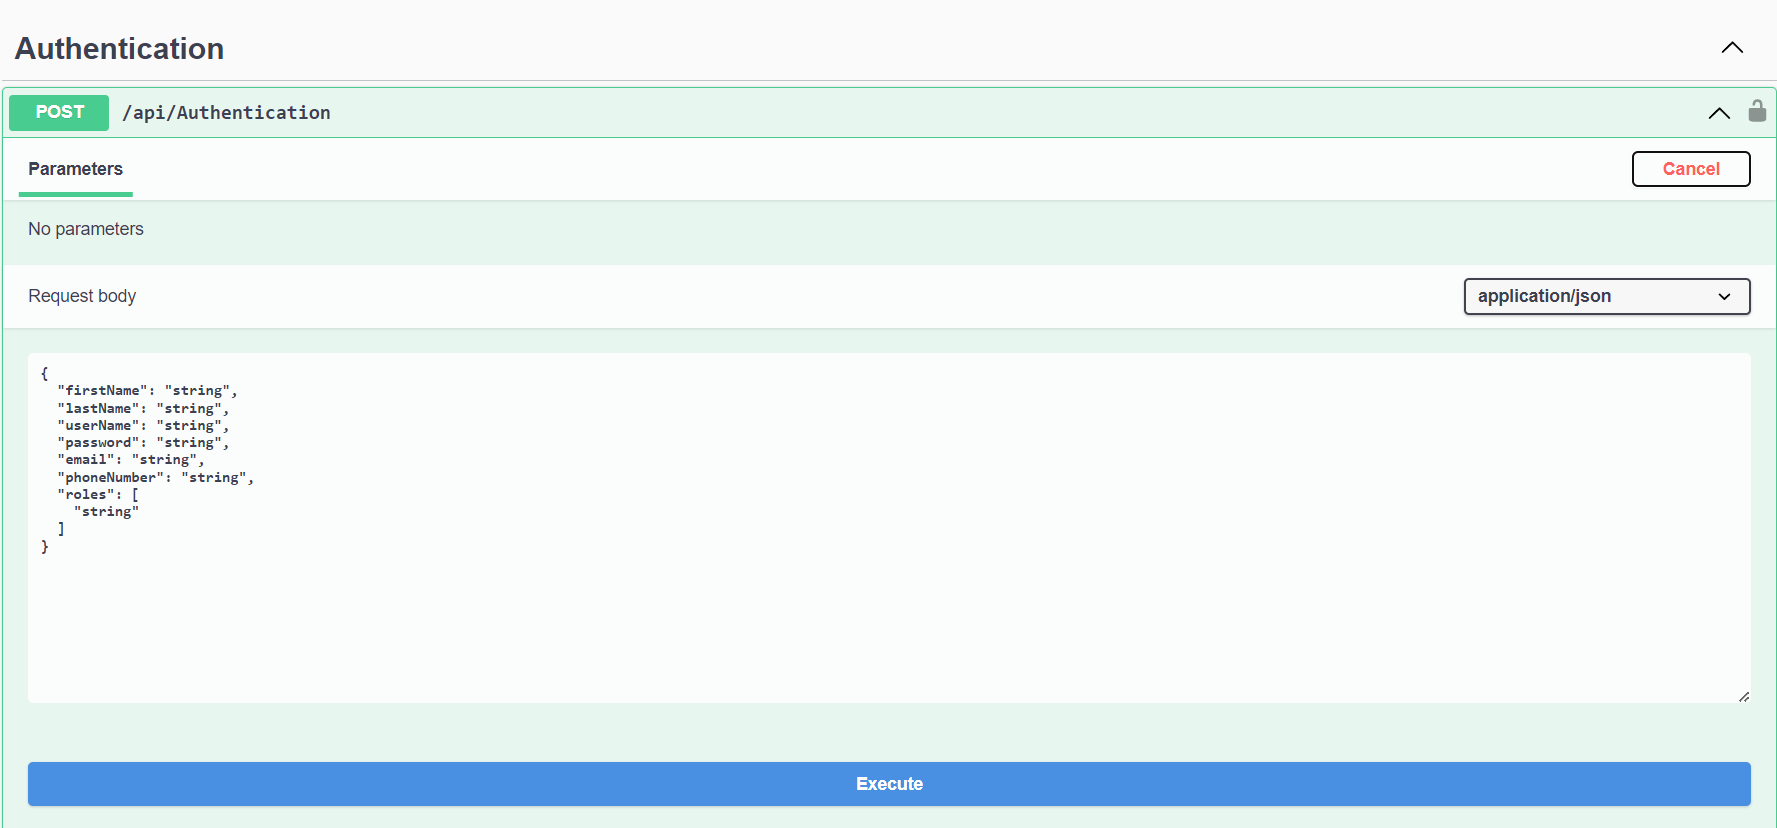 Authentication
POST /api/Authentication
Parameters Cancel
No parameters
Request body application/json
{
  "firstName": "string",
  "lastName": "string",
  "userName": "string",
  "password": "string",
  "email": "string",
  "phoneNumber": "string",
  "roles": [
    "string"
  ]
}
Execute